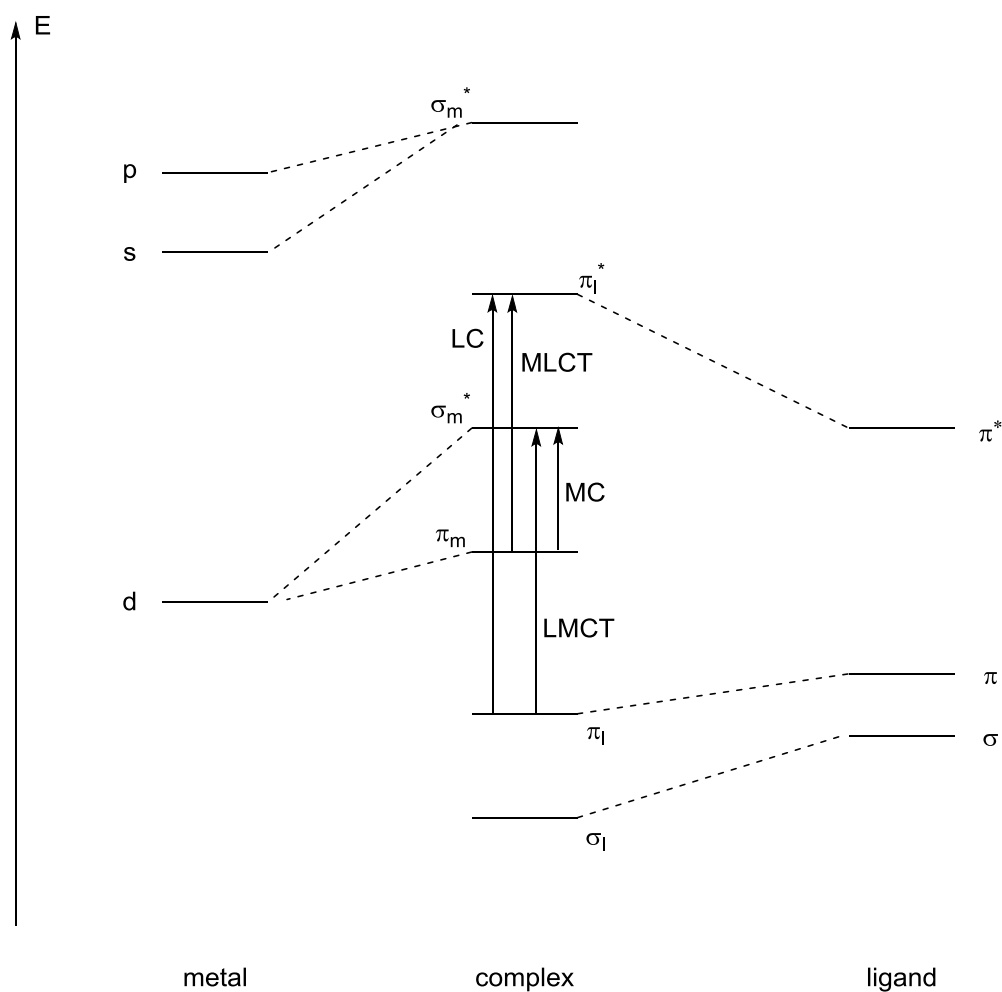 E
σm*
p
s
πl*
LC
MLCT
σm*
π*
MC
πm
d
LMCT
π
πl
σ
σl
metal complex ligand